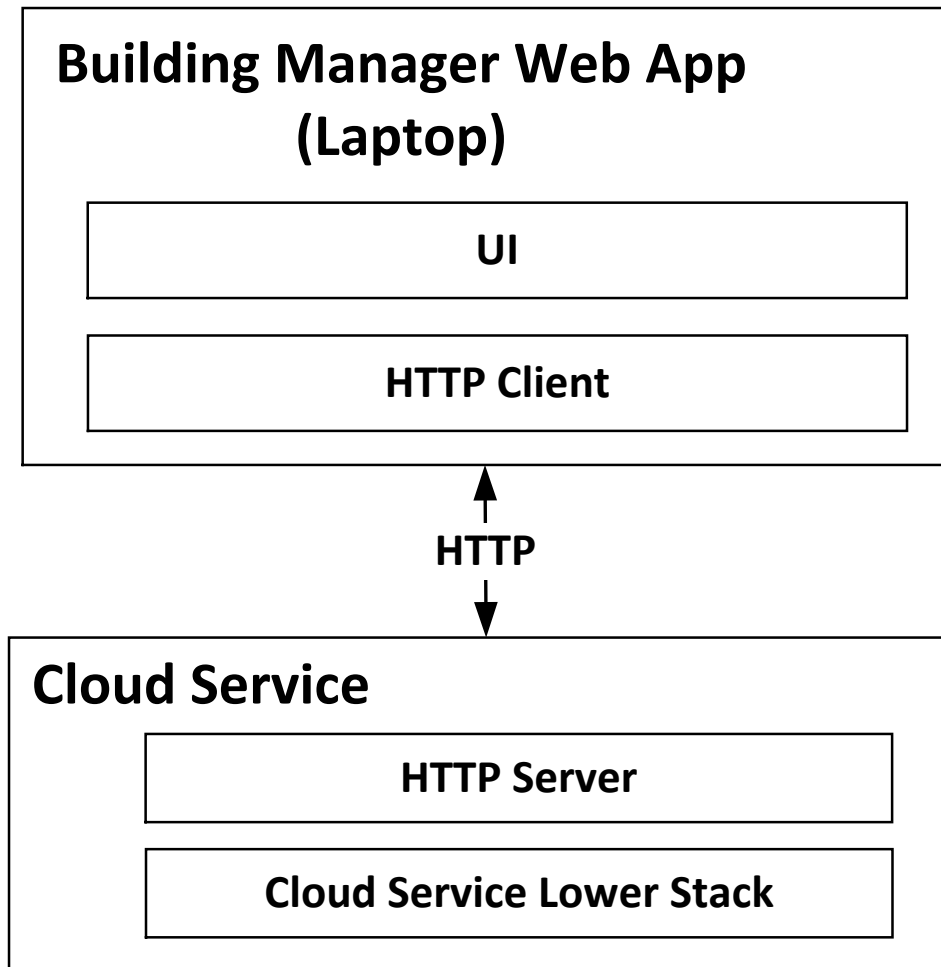 Building Manager Web App
(Laptop)
UI
HTTP Client
HTTP
Cloud Service
HTTP Server
Cloud Service Lower Stack